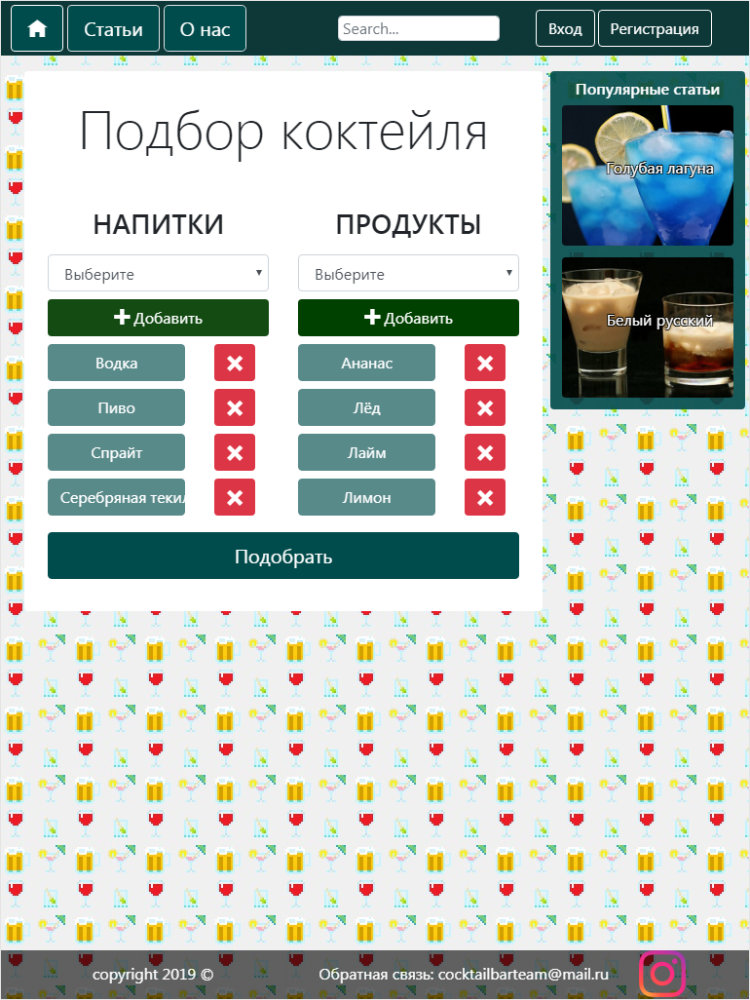 Статьи
О нас
Search...
Вход
Регистрация
Подбор коктейля
Популярные статьи
Голубая лагуна
Белый русский
НАПИТКИ
ПРОДУКТЫ
Выберите
Выберите
Добавить
Добавить
Водка
Ананас
Пиво
Лёд
Спрайт
Лайм
Серебряная теки
Лимон
Подобрать
copyright 2019 ©
Обратная связь: cocktailbarteam@mail.ru